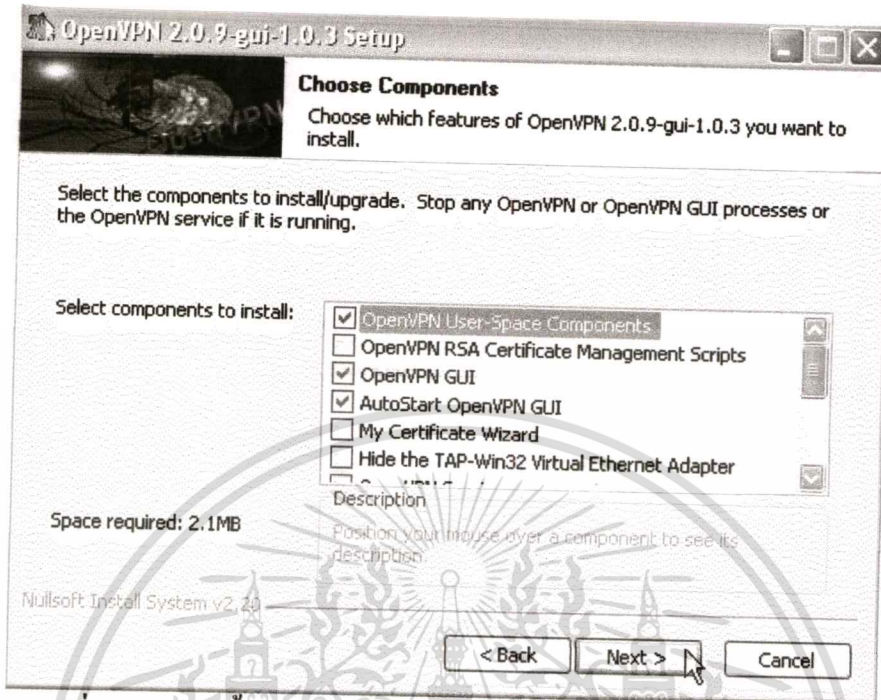 OpenVPN 2.0.9-gui-1.0.3 Setup
Choose Components
Choose which features of OpenVPN 2.0.9-gui-1.0.3 you want to
install.
OpenVPN
Select the components to install/upgrade. Stop any OpenVPN or OpenVPN GUI processes or
the OpenVPN service if it is running.
Select components to install:
OpenVPN User-Space Components
OpenVPN RSA Certificate Management Scripts
OpenVPN GUI
AutoStart OpenVPN GUI
My Certificate Wizard
Hide the TAP-Win32 Virtual Ethernet Adapter
Description
Space required: 2.1MB
Position your mouse over a component to see its
description.
Nullsoft Install System v2.20
< Back
Next >
Cancel